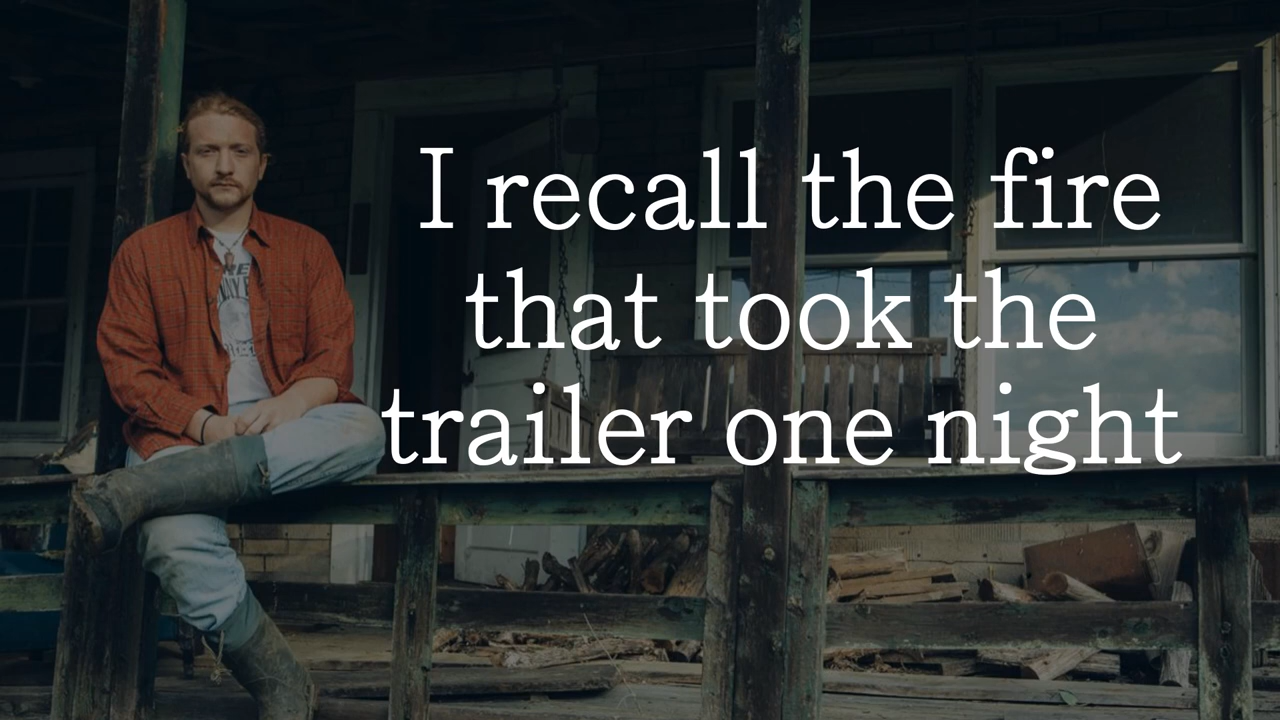 I recall the fire
that took the
trailer one night